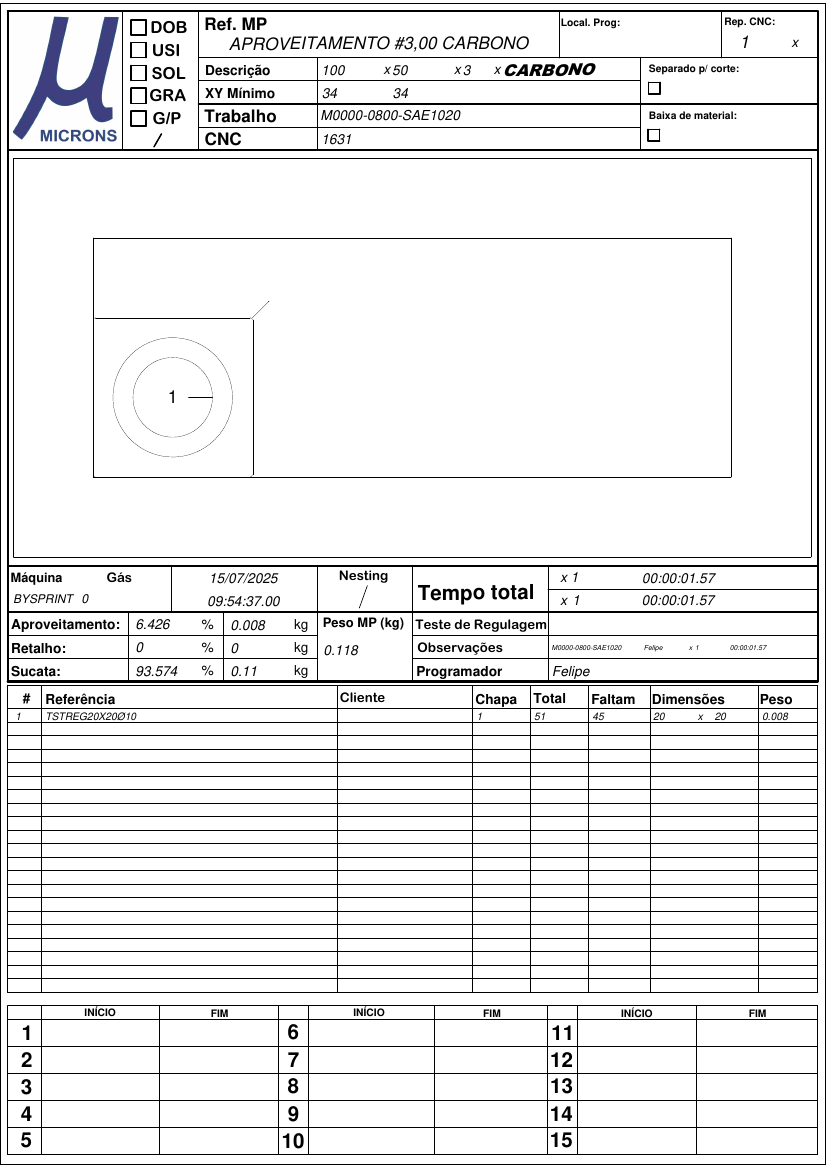 µ
MICRONS
DOB
USI
SOL
GRA
G/P
/
Ref. MP
APROVEITAMENTO #3,00 CARBONO
Local. Prog:
Rep. CNC:
1 x
Descrição 100 x 50 x 3 x CARBONO
Separado p/ corte:
XY Mínimo 34 34
Trabalho M0000-0800-SAE1020
Baixa de material:
CNC 1631
1
Máquina Gás
BYSPRINT 0
15/07/2025
09:54:37.00
Nesting
/
Tempo total
x 1 00:00:01.57
x 1 00:00:01.57
Aproveitamento: 6.426 % 0.008 kg
Peso MP (kg)
0.118
Teste de Regulagem
Retalho: 0 % 0 kg
Observações M0000-0800-SAE1020 Felipe x 1 00:00:01.57
Sucata: 93.574 % 0.11 kg
Programador Felipe
# Referência Cliente Chapa Total Faltam Dimensões Peso
1 TSTREG20X20Ø10 1 51 45 20 x 20 0.008
INÍCIO FIM INÍCIO FIM INÍCIO FIM
1 6 11
2 7 12
3 8 13
4 9 14
5 10 15